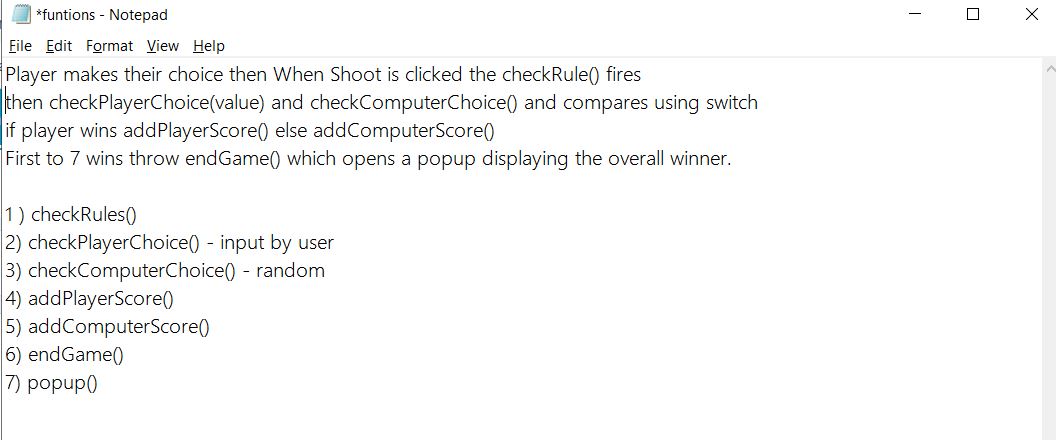 *funtions - Notepad
File Edit Format View Help
Player makes their choice then When Shoot is clicked the checkRule() fires
then checkPlayerChoice(value) and checkComputerChoice() and compares using switch
if player wins addPlayerScore() else addComputerScore()
First to 7 wins throw endGame() which opens a popup displaying the overall winner.
1 ) checkRules()
2) checkPlayerChoice() - input by user
3) checkComputerChoice() - random
4) addPlayerScore()
5) addComputerScore()
6) endGame()
7) popup()